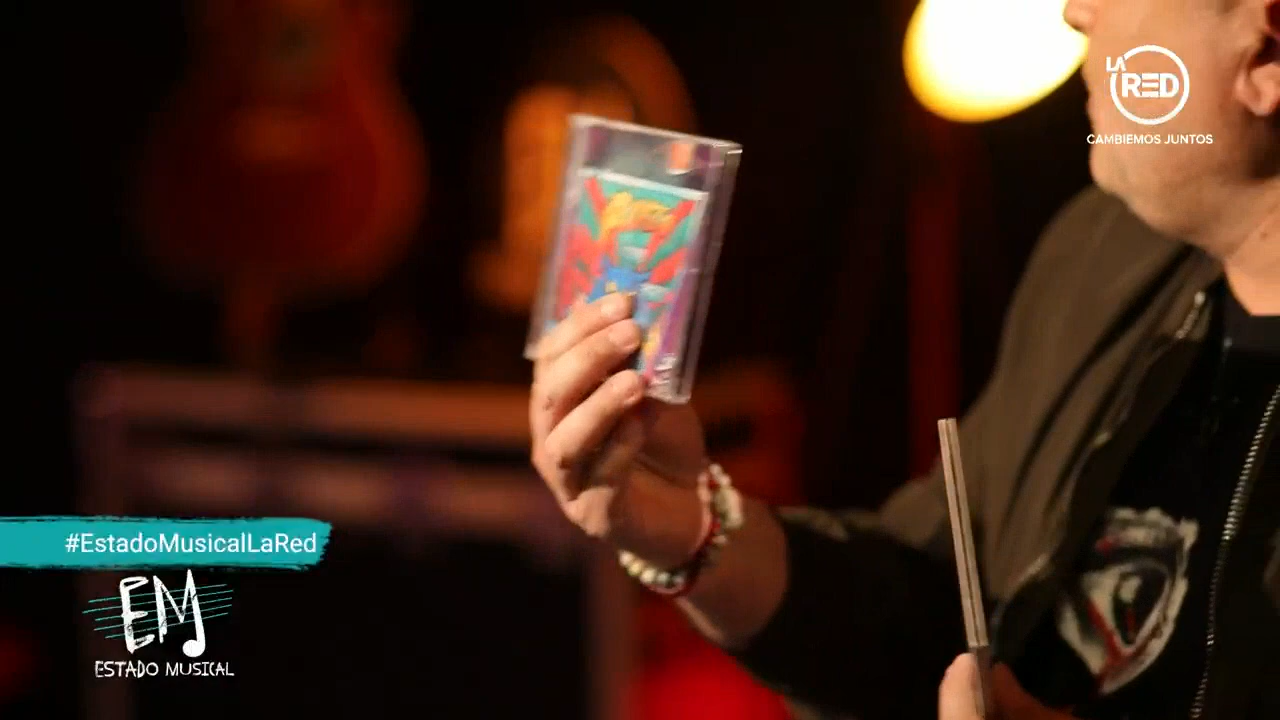 LA
RED
CAMBIEMOS JUNTOS
#EstadoMusicalLaRed
EM
ESTADO MUSICAL